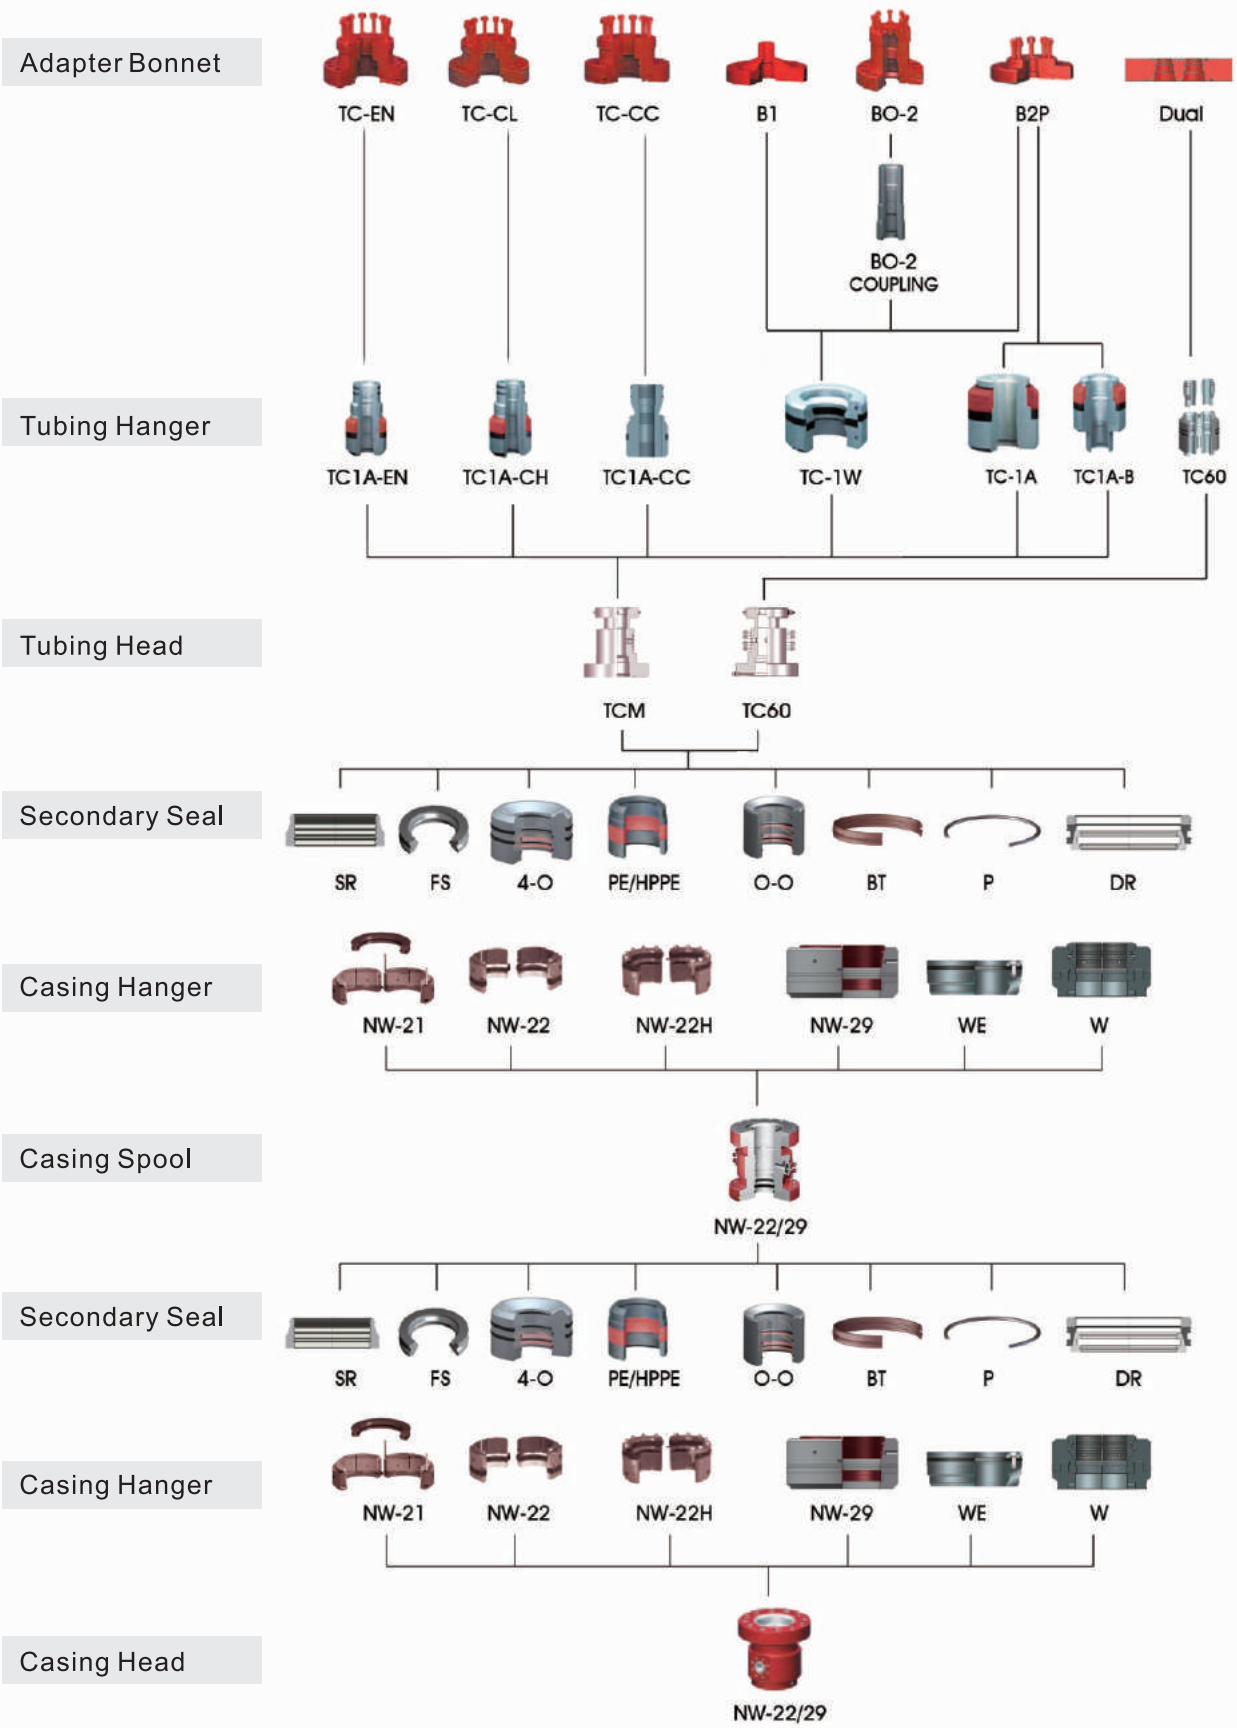 Adapter Bonnet
TC-EN TC-CL TC-CC B1 BO-2 B2P Dual
BO-2
COUPLING
Tubing Hanger
TC1A-EN TC1A-CH TC1A-CC TC-1W TC-1A TC1A-B TC60
Tubing Head
TCM TC60
Secondary Seal
SR FS 4-O PE/HPPE O-O BT P DR
Casing Hanger
NW-21 NW-22 NW-22H NW-29 WE W
Casing Spool
NW-22/29
Secondary Seal
SR FS 4-O PE/HPPE O-O BT P DR
Casing Hanger
NW-21 NW-22 NW-22H NW-29 WE W
Casing Head
NW-22/29